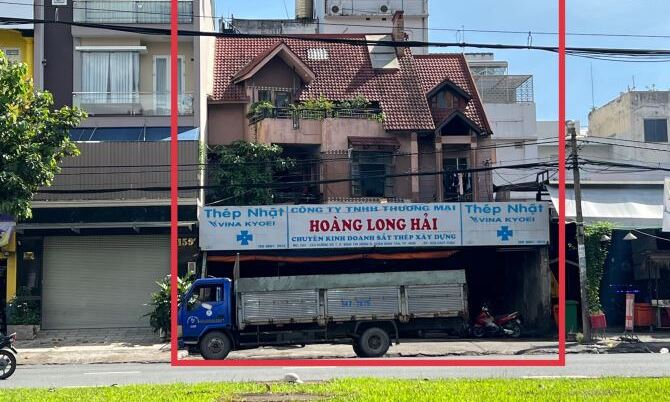 CÔNG TY TNHH THƯƠNG MẠI
Thép Nhật
VINA KYOEI
HOÀNG LONG HẢI
CHUYÊN KINH DOANH SẮT THÉP XÂY DỰNG
Thép Nhật
VINA KYOEI